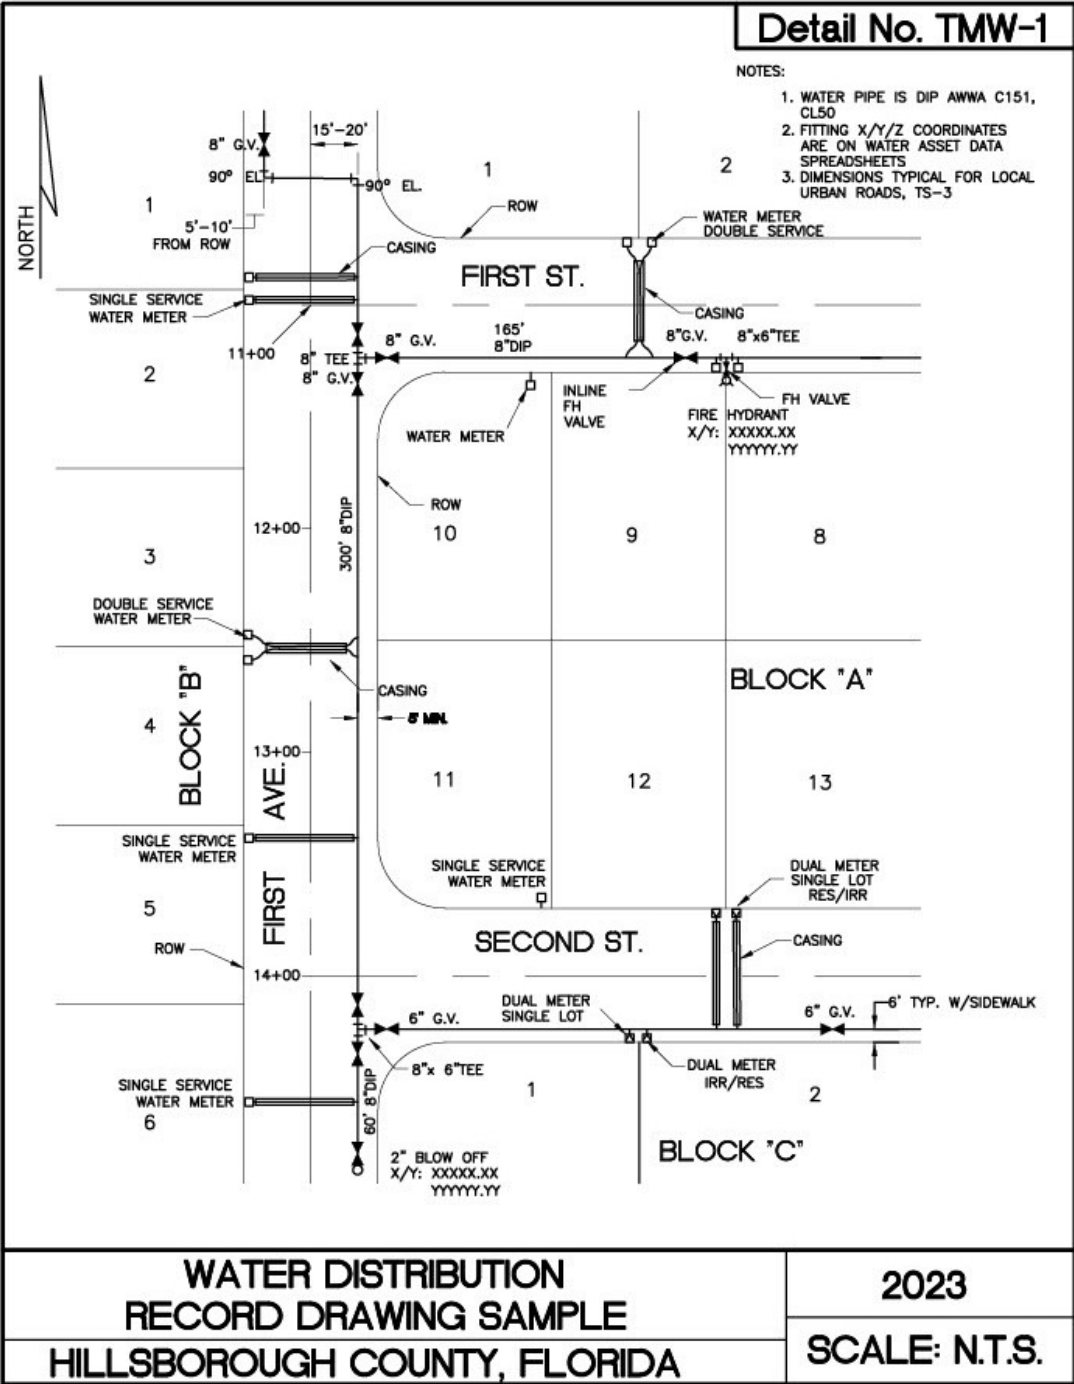 Detail No. TMW-1
NOTES:
1. WATER PIPE IS DIP AWWA C151,
CL50
2. FITTING X/Y/Z COORDINATES
ARE ON WATER ASSET DATA
SPREADSHEETS
3. DIMENSIONS TYPICAL FOR LOCAL
URBAN ROADS, TS-3
NORTH
8" G.V.
15'-20'
90° EL
90° EL.
1
1
2
5'-10'
FROM ROW
ROW
WATER METER
DOUBLE SERVICE
CASING
FIRST ST.
SINGLE SERVICE
WATER METER
CASING
11+00
8" TEE
8" G.V.
8" G.V.
165'
8"DIP
8"G.V.
8"x6"TEE
2
INLINE
FH
VALVE
FH VALVE
FIRE HYDRANT
X/Y: XXXXX.XX
YYYYYY.YY
WATER METER
ROW
300' 8"DIP
12+00
10
9
8
3
DOUBLE SERVICE
WATER METER
CASING
BLOCK "A"
BLOCK "B"
4
5' MIN.
13+00
11
12
13
FIRST AVE.
SINGLE SERVICE
WATER METER
SINGLE SERVICE
WATER METER
DUAL METER
SINGLE LOT
RES/IRR
5
ROW
SECOND ST.
CASING
14+00
6" G.V.
DUAL METER
SINGLE LOT
6" G.V.
6' TYP. W/SIDEWALK
8"x 6"TEE
DUAL METER
IRR/RES
SINGLE SERVICE
WATER METER
6
60' 8"DIP
1
2
2" BLOW OFF
X/Y: XXXXX.XX
YYYYYY.YY
BLOCK "C"
WATER DISTRIBUTION
RECORD DRAWING SAMPLE
2023
HILLSBOROUGH COUNTY, FLORIDA
SCALE: N.T.S.